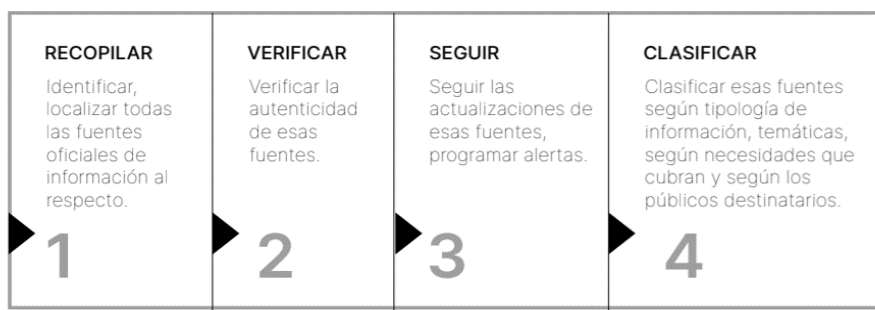 RECOPILAR
Identificar,
localizar todas
las fuentes
oficiales de
información al
respecto.
1
VERIFICAR
Verificar la
autenticidad
de esas
fuentes.
2
SEGUIR
Seguir las
actualizaciones de
esas fuentes,
programar alertas.
3
CLASIFICAR
Clasificar esas fuentes
según tipología de
información, temáticas,
según necesidades que
cubran y según los
públicos destinatarios.
4